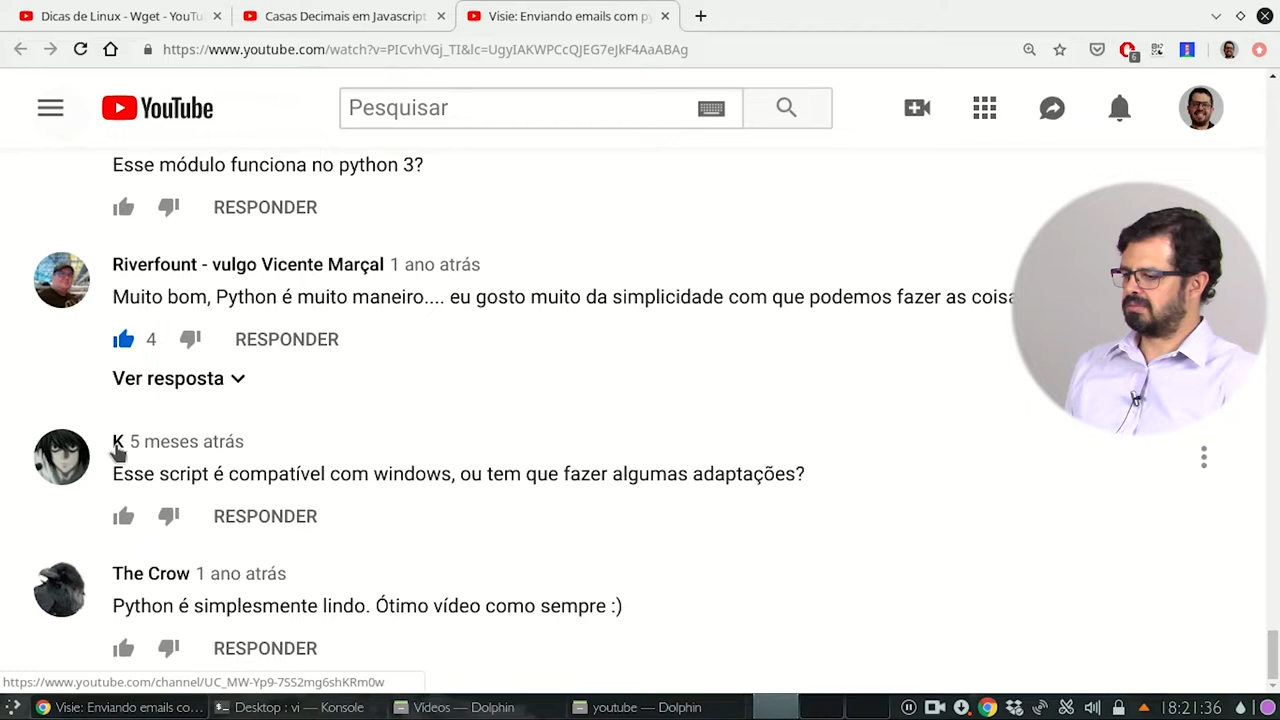 Dicas de Linux - Wget - YouTu
Casas Decimais em Javascript
Visie: Enviando emails com py
https://www.youtube.com/watch?v=PICvhVGj_TI&lc=UgyIAKWPCcQJEG7eJkF4AaABAg
6
YouTube
Pesquisar
Esse módulo funciona no python 3?
RESPONDER
Riverfount - vulgo Vicente Marçal 1 ano atrás
Muito bom, Python é muito maneiro.... eu gosto muito da simplicidade com que podemos fazer as coisa
4 RESPONDER
Ver resposta
K 5 meses atrás
Esse script é compatível com windows, ou tem que fazer algumas adaptações?
RESPONDER
The Crow 1 ano atrás
Python é simplesmente lindo. Ótimo vídeo como sempre :)
RESPONDER
https://www.youtube.com/channel/UC_MW-Yp9-7SS2mg6shKRm0w
Visie: Enviando emails co...
Desktop : vi — Konsole
Vídeos — Dolphin
youtube — Dolphin
18:21:36